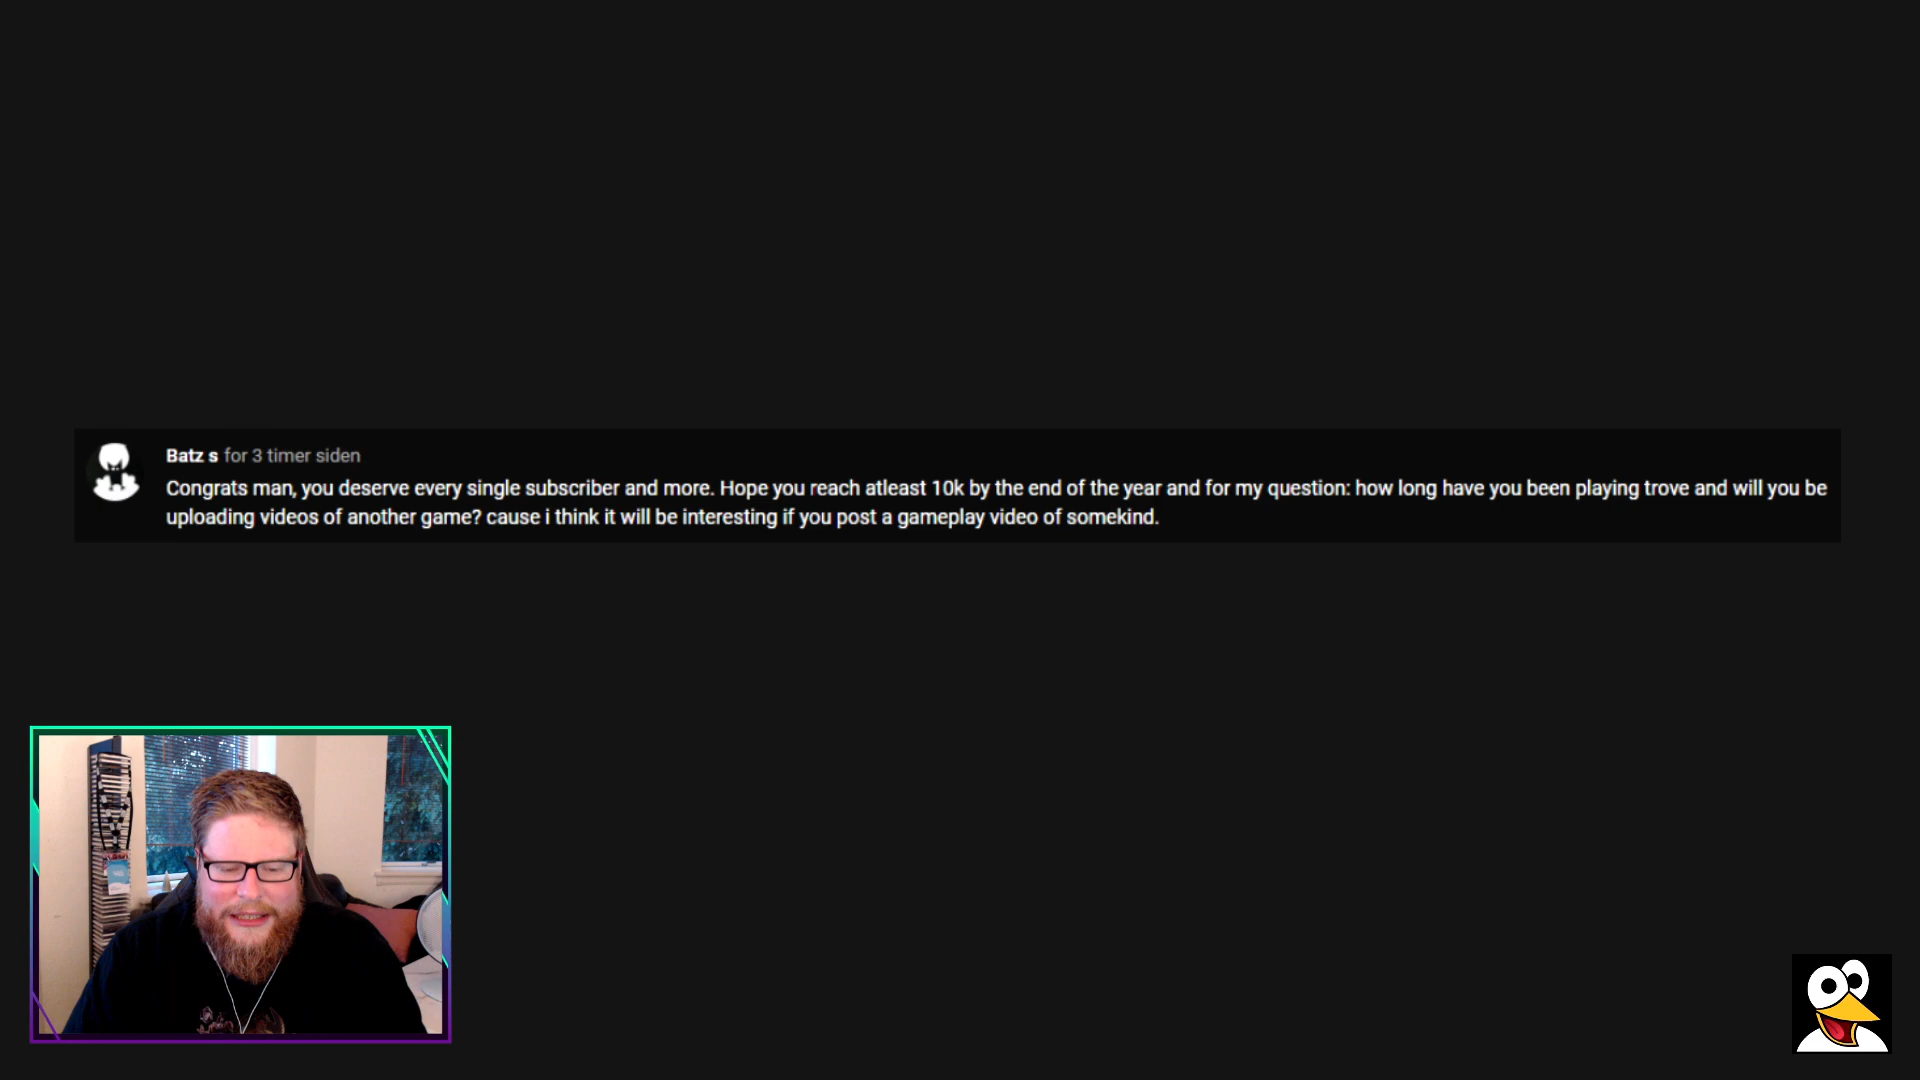 Batz s for 3 timer siden
Congrats man, you deserve every single subscriber and more. Hope you reach atleast 10k by the end of the year and for my question: how long have you been playing trove and will you be
uploading videos of another game? cause i think it will be interesting if you post a gameplay video of somekind.